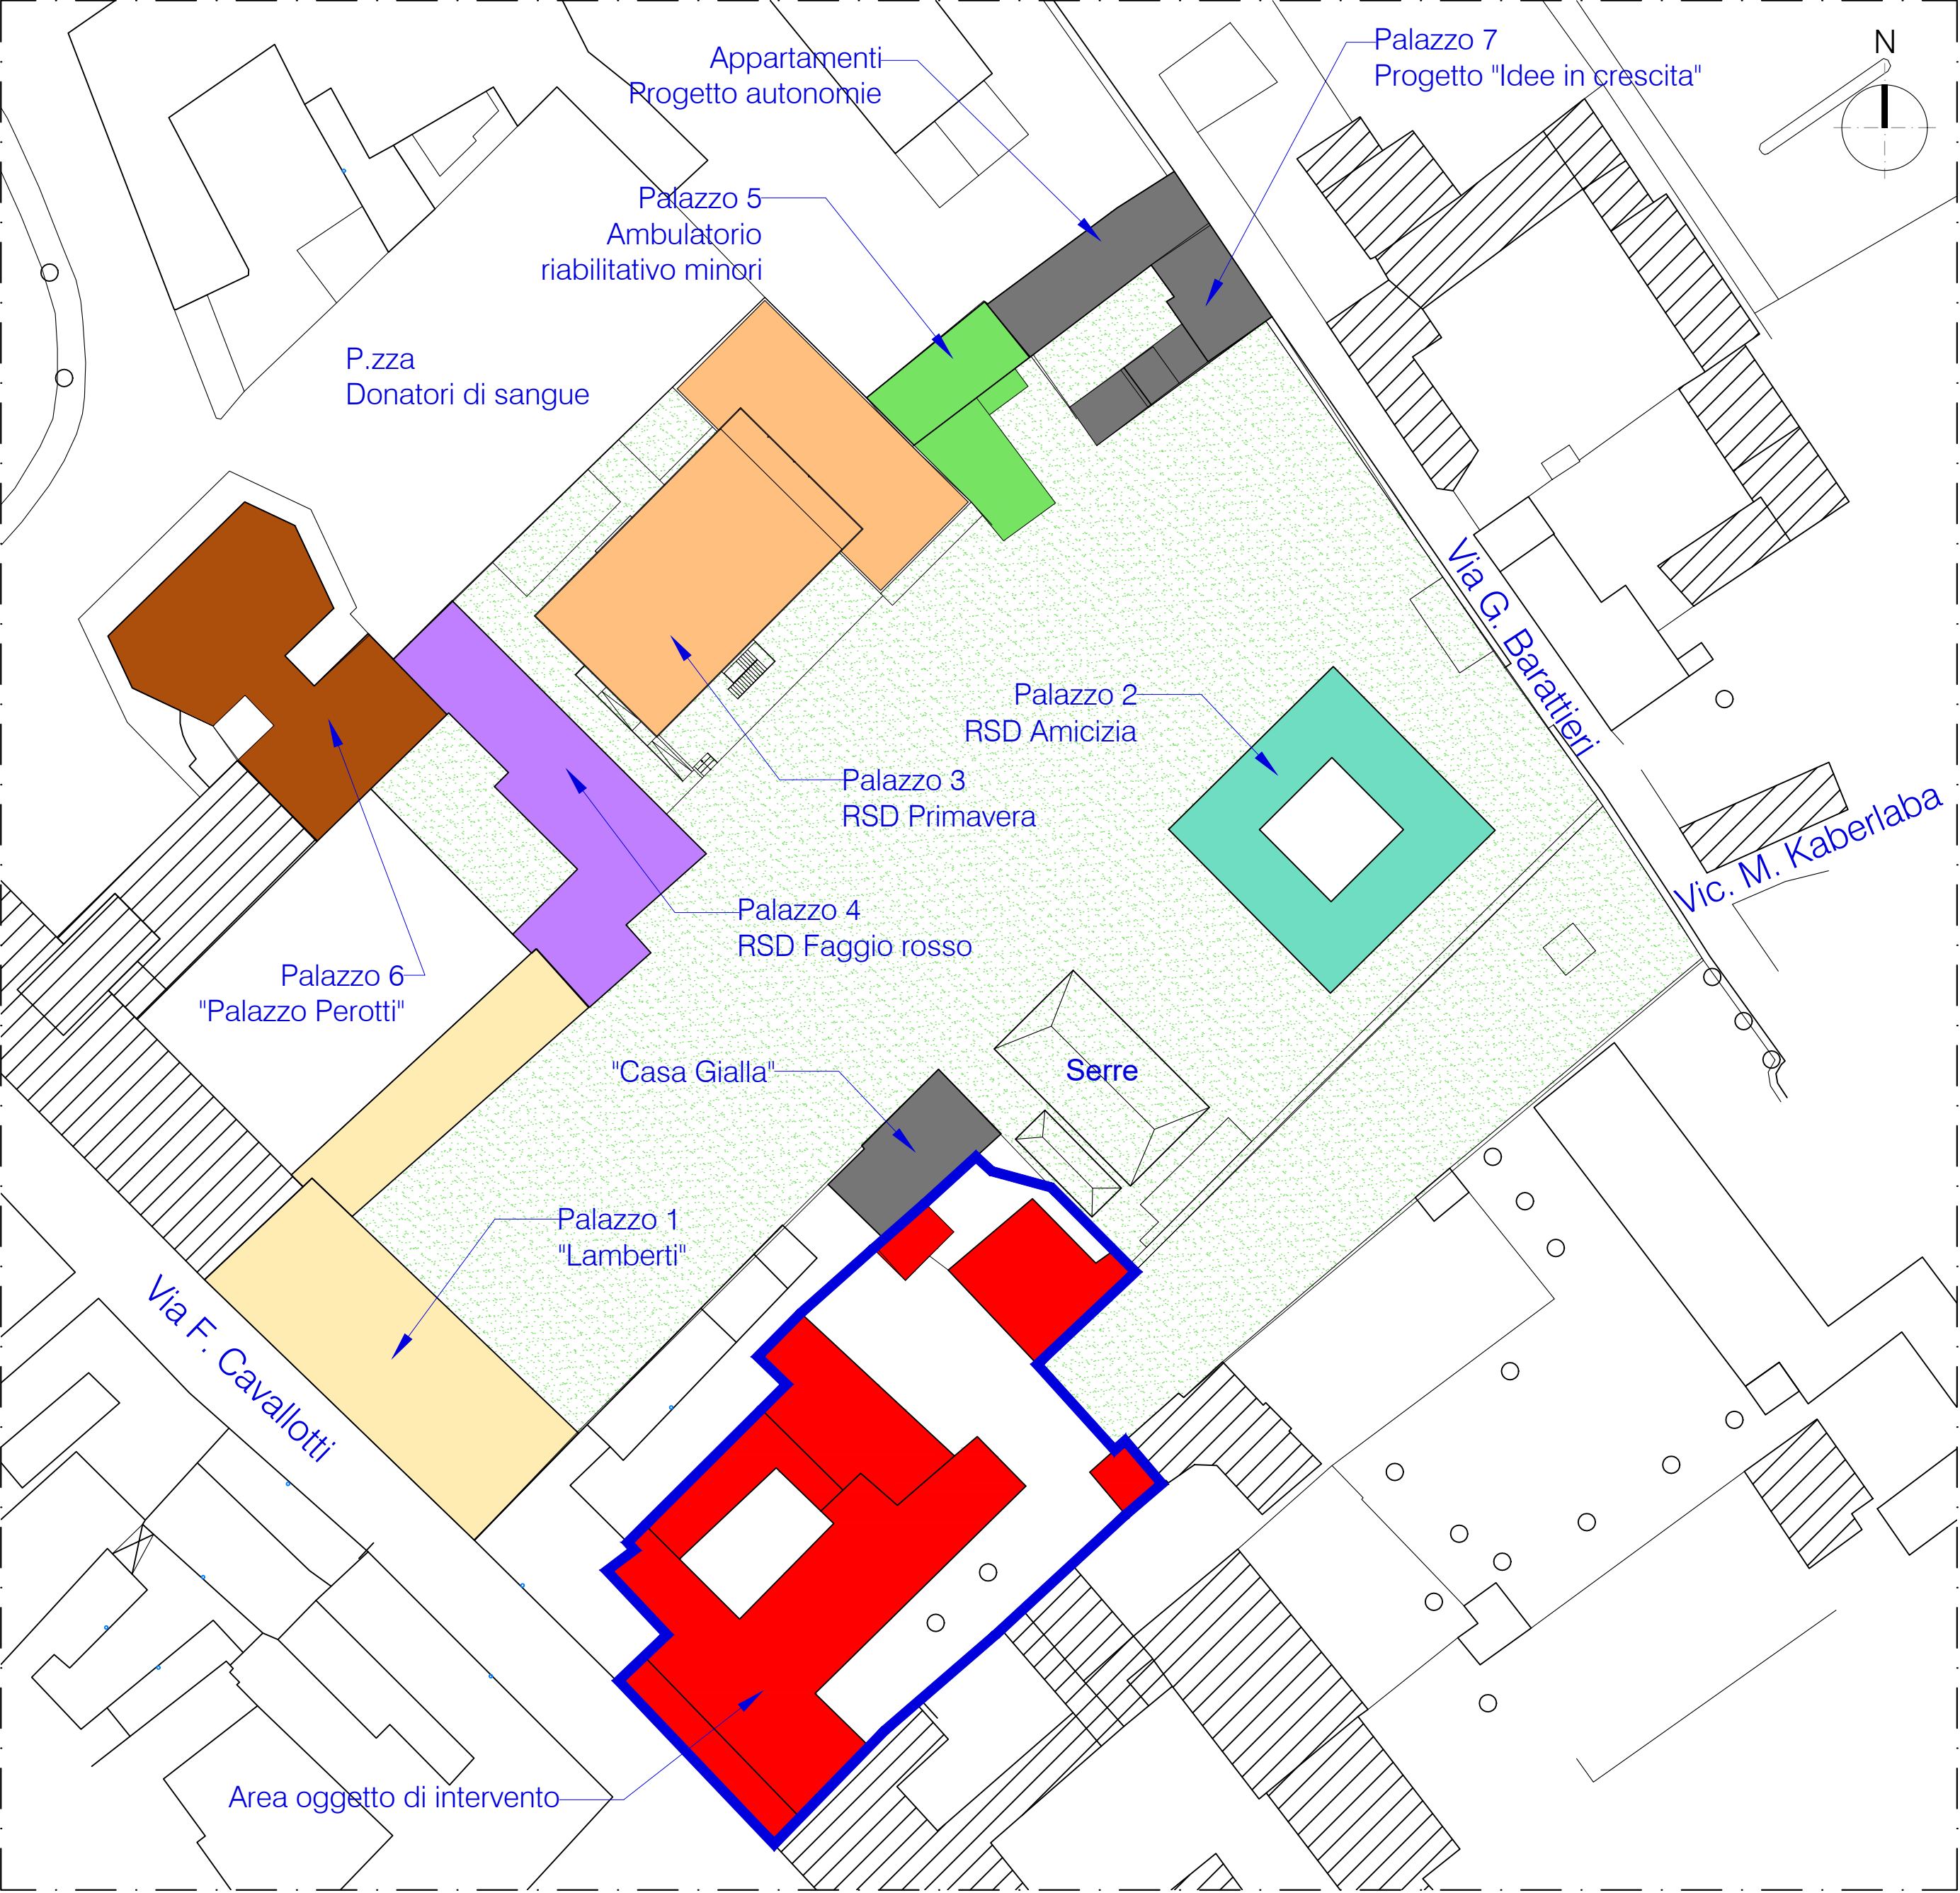 Appartamenti
Progetto autonomie
Palazzo 7
Progetto "Idee in crescita"
N
Palazzo 5
Ambulatorio
riabilitativo minori
P.zza
Donatori di sangue
Via G. Barattieri
Palazzo 2
RSD Amicizia
Palazzo 3
RSD Primavera
Vic. M. Kaberlaba
Palazzo 4
RSD Faggio rosso
Palazzo 6
"Palazzo Perotti"
"Casa Gialla"
Serre
Palazzo 1
"Lamberti"
Via F. Cavallotti
Area oggetto di intervento